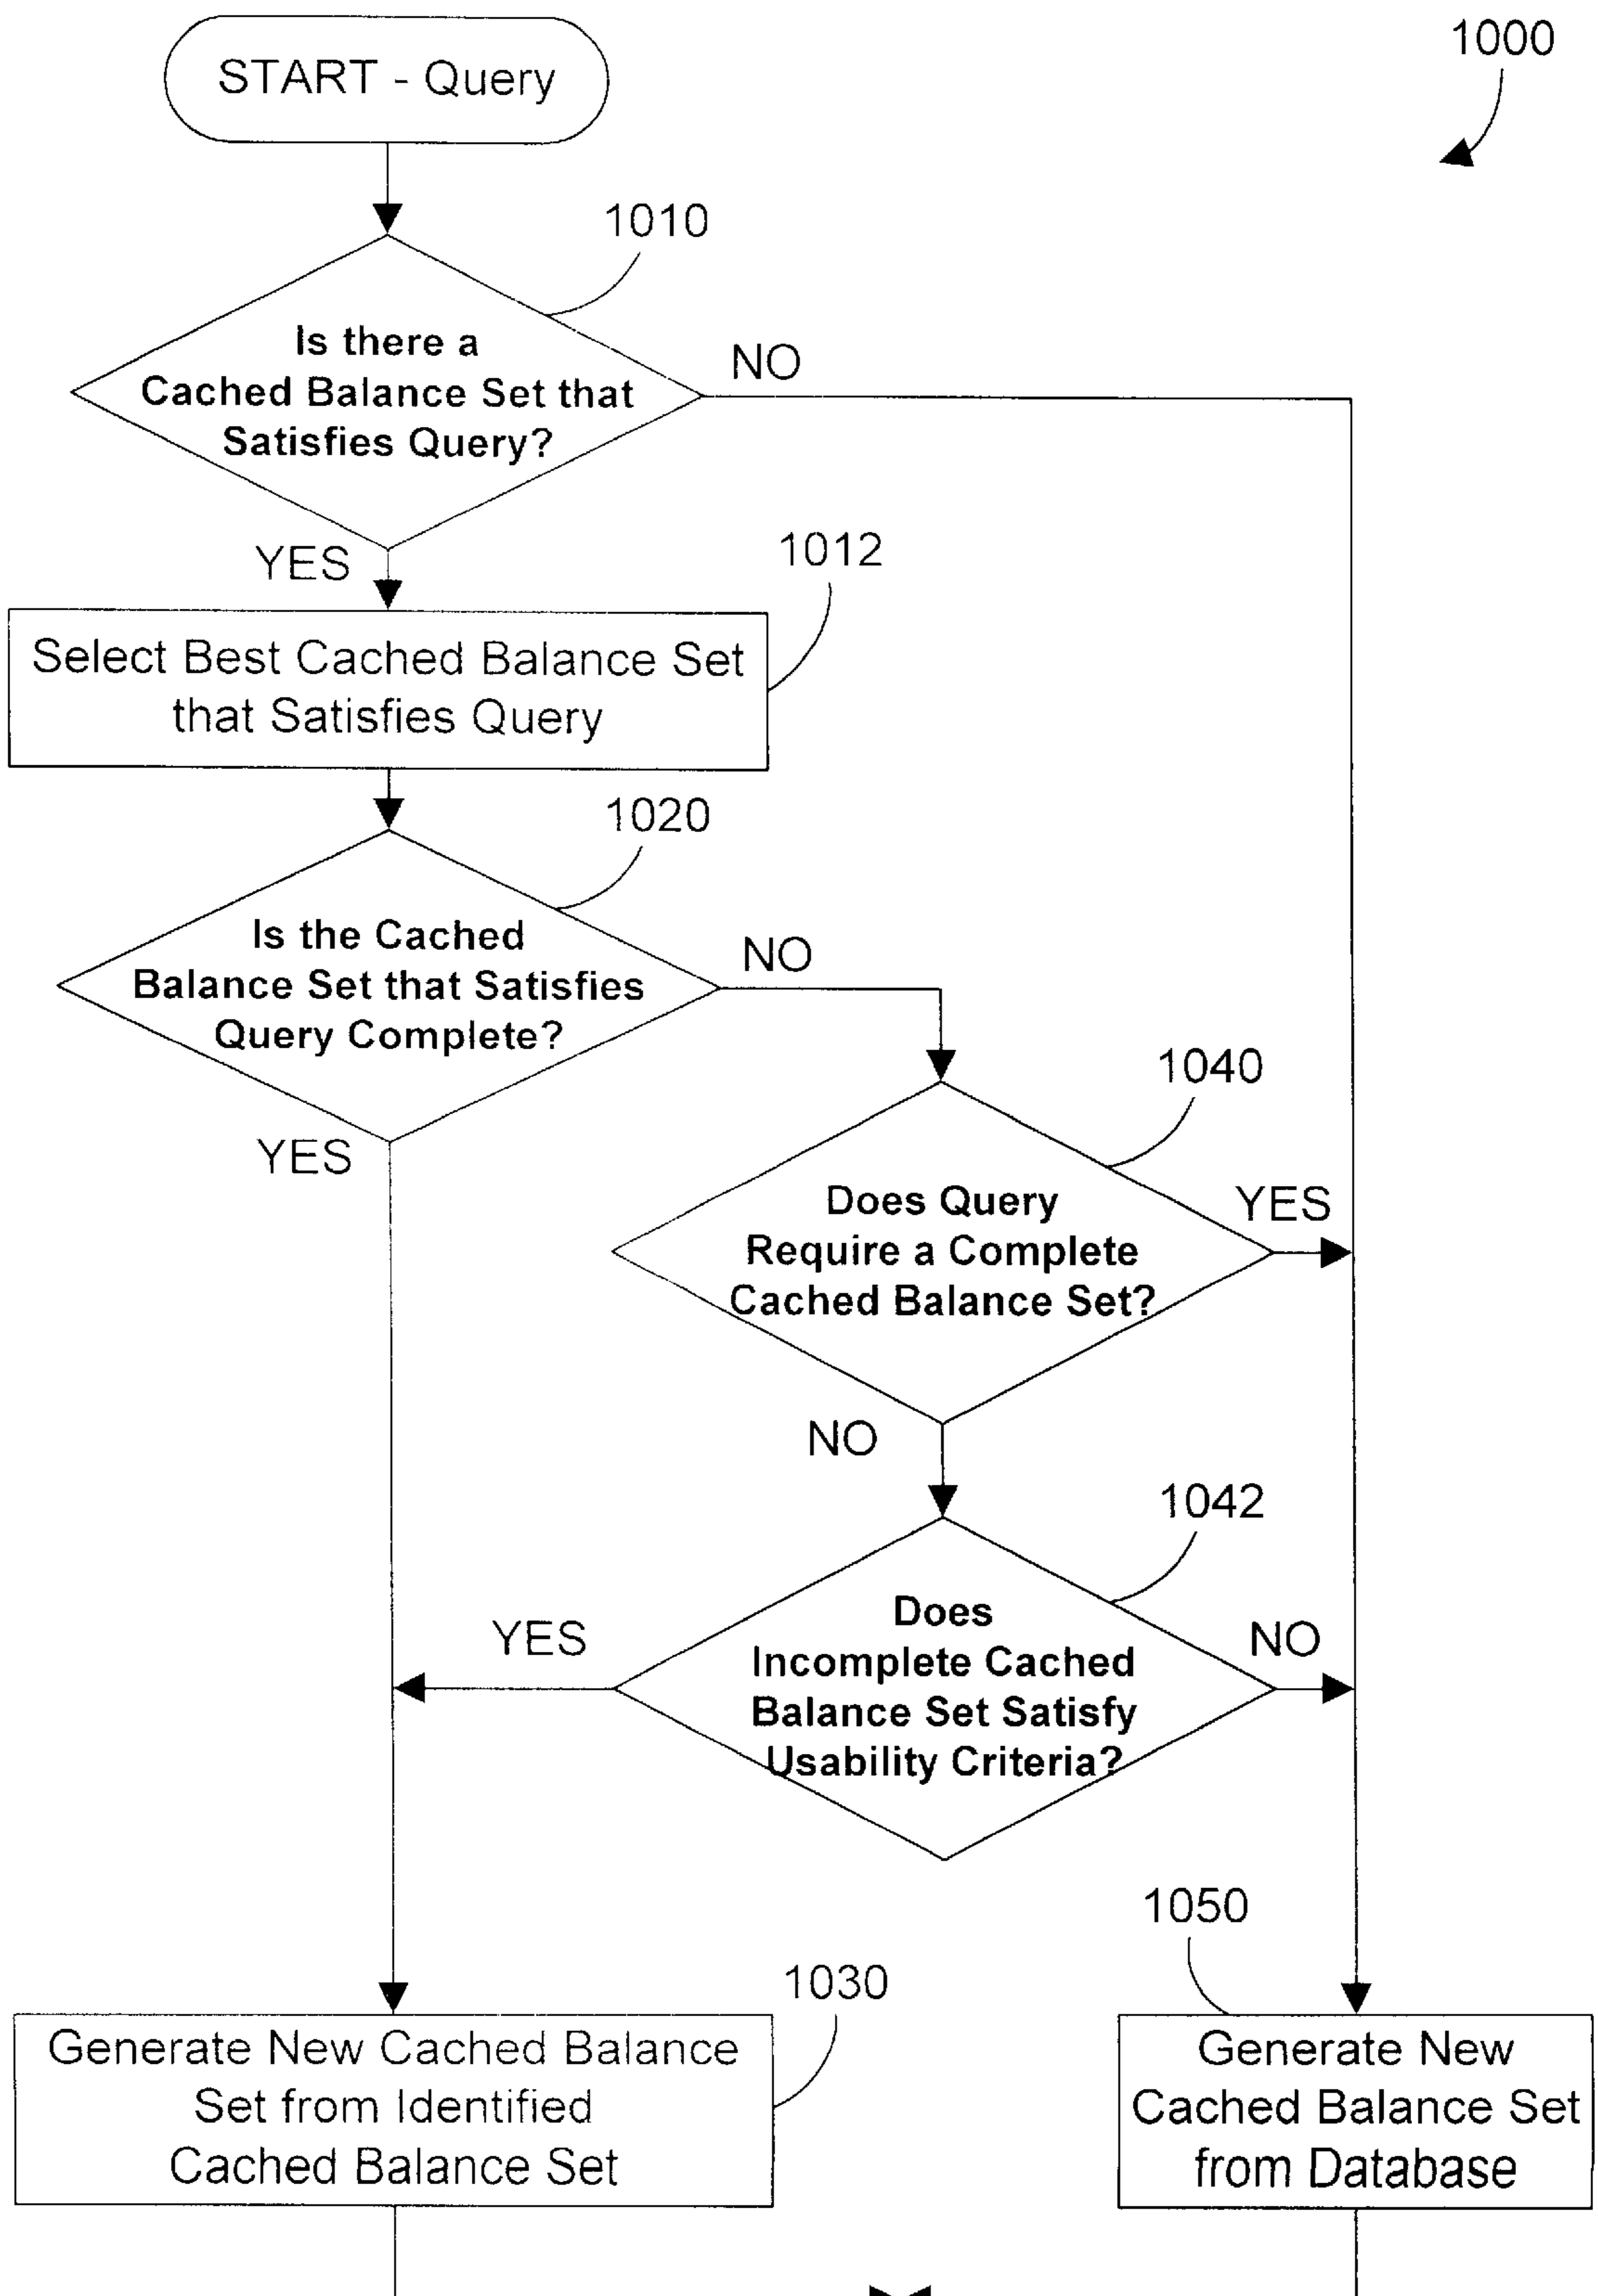 START - Query
1000
1010
Is there a
Cached Balance Set that
Satisfies Query?
NO
YES
1012
Select Best Cached Balance Set
that Satisfies Query
1020
Is the Cached
Balance Set that Satisfies
Query Complete?
NO
YES
1040
Does Query
Require a Complete
Cached Balance Set?
YES
NO
1042
Does
Incomplete Cached
Balance Set Satisfy
Usability Criteria?
YES
NO
1030
Generate New Cached Balance
Set from Identified
Cached Balance Set
1050
Generate New
Cached Balance Set
from Database